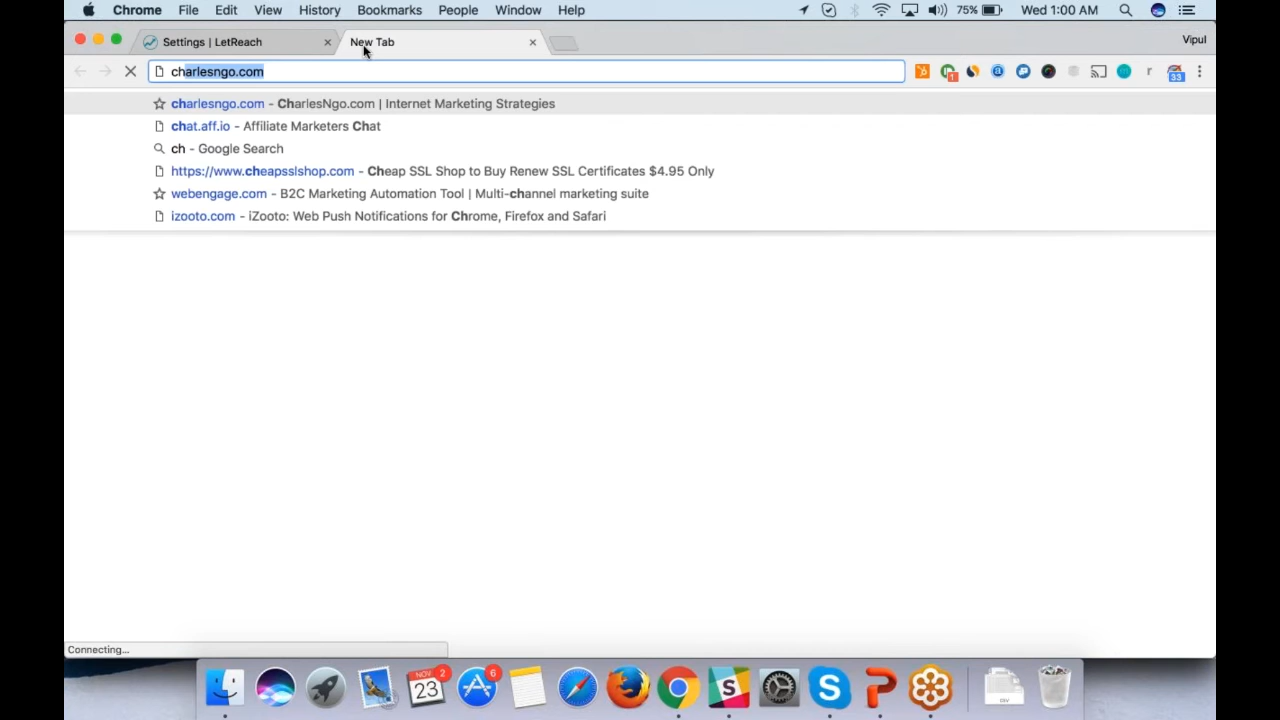 Chrome File Edit View History Bookmarks People Window Help 75% Wed 1:00 AM
Settings | LetReach New Tab Vipul
charlesngo.com 1 33
charlesngo.com - CharlesNgo.com | Internet Marketing Strategies
chat.aff.io - Affiliate Marketers Chat
ch - Google Search
https://www.cheapsslshop.com - Cheap SSL Shop to Buy Renew SSL Certificates $4.95 Only
webengage.com - B2C Marketing Automation Tool | Multi-channel marketing suite
izooto.com - iZooto: Web Push Notifications for Chrome, Firefox and Safari
Connecting...
NOV 2 6
23